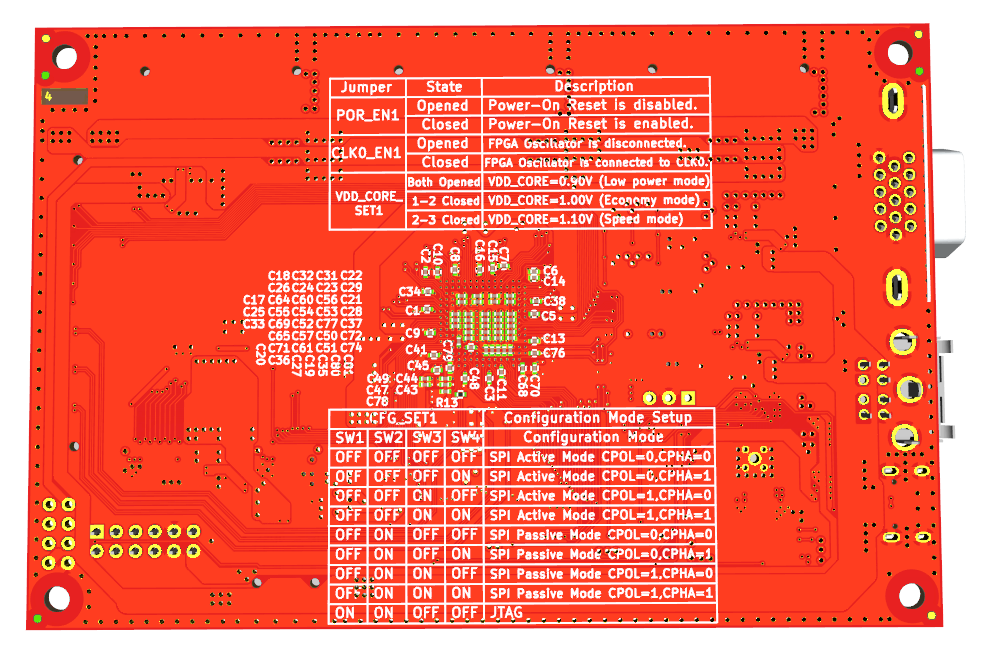 4
Jumper State Description
POR_EN1 Opened Power-On Reset is disabled.
Closed Power-On Reset is enabled.
CLK0_EN1 Opened FPGA Oscillator is disconnected.
Closed FPGA Oscillator is connected to CLK0.
VDD_CORE_SET1 Both Opened VDD_CORE=0.90V (Low power mode)
1-2 Closed VDD_CORE=1.00V (Economy mode)
2-3 Closed VDD_CORE=1.10V (Speed mode)
C2 C10 C8 C16 C15 C7
C6
C14
C18 C32 C31 C22
C26 C24 C23 C29
C17 C64 C60 C56 C21
C25 C55 C54 C53 C28
C33 C69 C52 C77 C37
C65 C57 C50 C72
C20 C71 C61 C51 C74
C36 C27 C19 C35 C80
C34
C1
C9
C41
C45
C79
C38
C5
C13
C76
C49 C44
C47 C43
C78
R13
C48 C3 C11 C68 C70
CFG_SET1 Configuration Mode Setup
SW1 SW2 SW3 SW4 Configuration Mode
OFF OFF OFF OFF SPI Active Mode CPOL=0,CPHA=0
OFF OFF OFF ON SPI Active Mode CPOL=0,CPHA=1
OFF OFF ON OFF SPI Active Mode CPOL=1,CPHA=0
OFF OFF ON ON SPI Active Mode CPOL=1,CPHA=1
OFF ON OFF OFF SPI Passive Mode CPOL=0,CPHA=0
OFF ON OFF ON SPI Passive Mode CPOL=0,CPHA=1
OFF ON ON OFF SPI Passive Mode CPOL=1,CPHA=0
OFF ON ON ON SPI Passive Mode CPOL=1,CPHA=1
ON ON OFF OFF JTAG